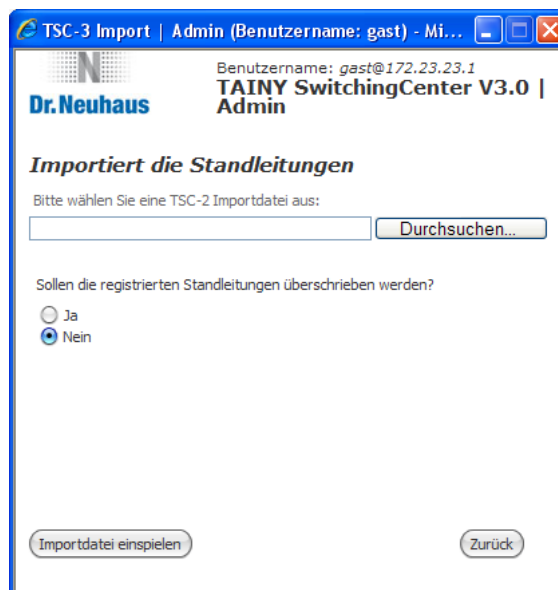 TSC-3 Import | Admin (Benutzername: gast) - Mi...
N
Dr. Neuhaus
Benutzername: gast@172.23.23.1
TAINY SwitchingCenter V3.0 |
Admin
Importiert die Standleitungen
Bitte wählen Sie eine TSC-2 Importdatei aus:
Durchsuchen...
Sollen die registrierten Standleitungen überschrieben werden?
Ja
Nein
Importdatei einspielen
Zurück